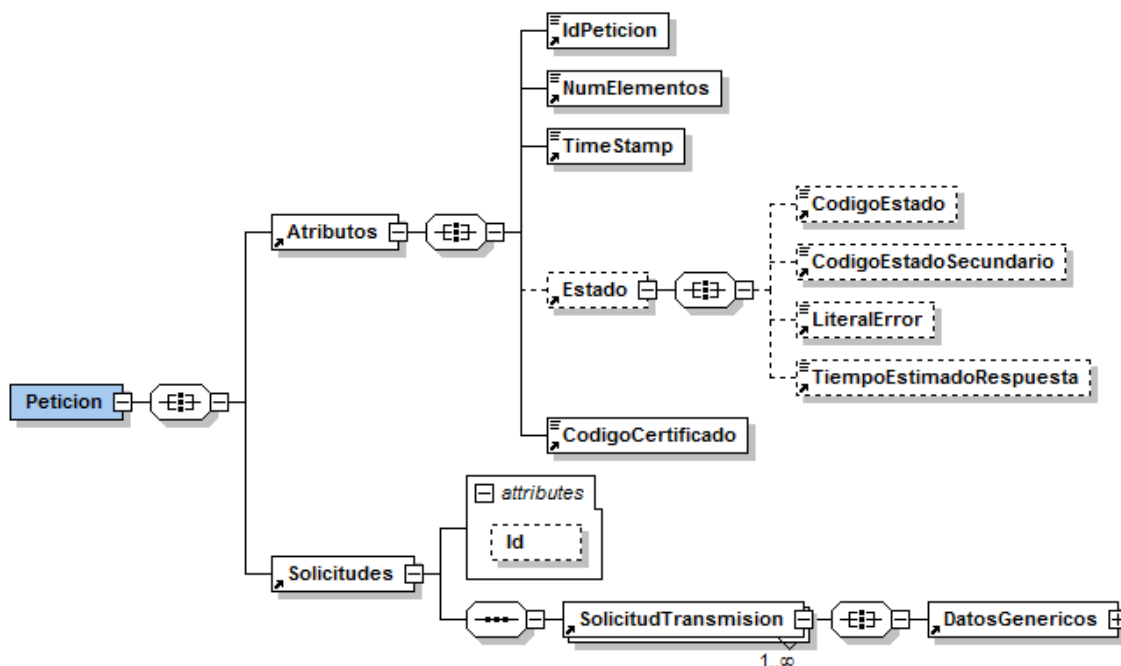 IdPeticion
NumElementos
TimeStamp
CodigoEstado
Atributos
CodigoEstadoSecundario
Estado
LiteralError
TiempoEstimadoRespuesta
Peticion
CodigoCertificado
attributes
Id
Solicitudes
SolicitudTransmision
DatosGenericos
1..∞